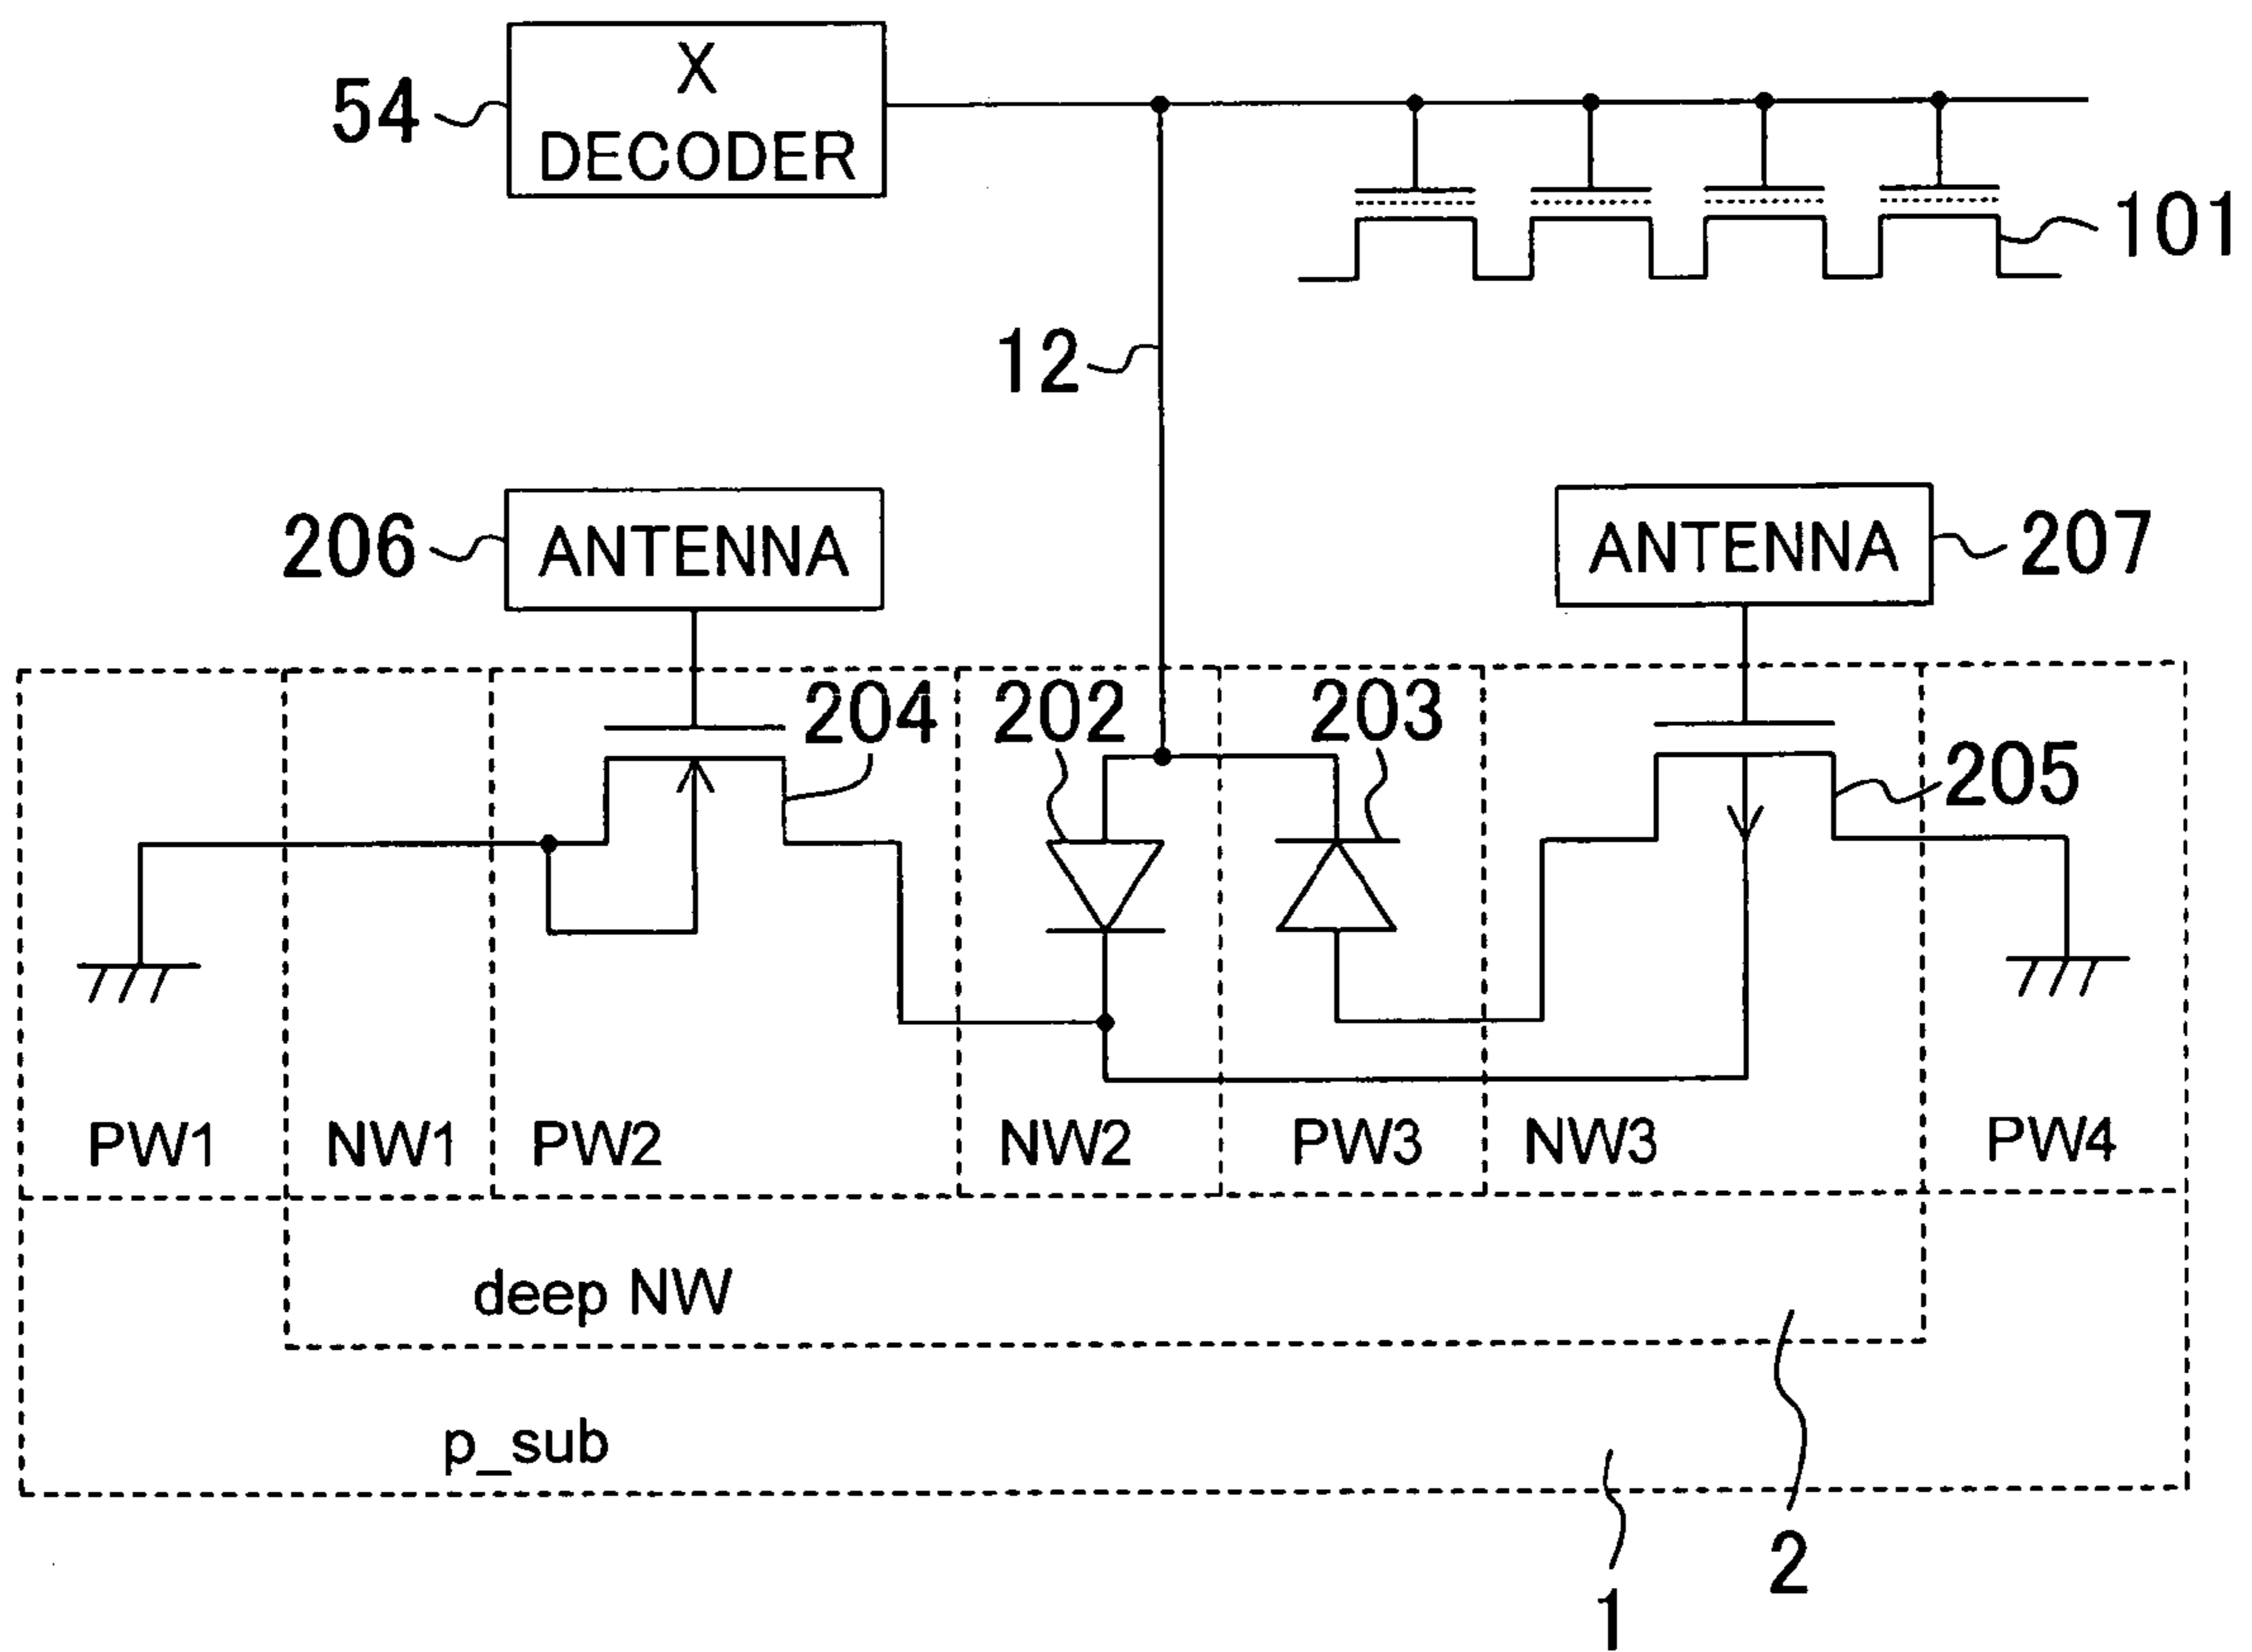 X
54
DECODER
101
12
206
ANTENNA
ANTENNA
207
204
202
203
205
PW1
NW1
PW2
NW2
PW3
NW3
PW4
deep NW
p_sub
2
1